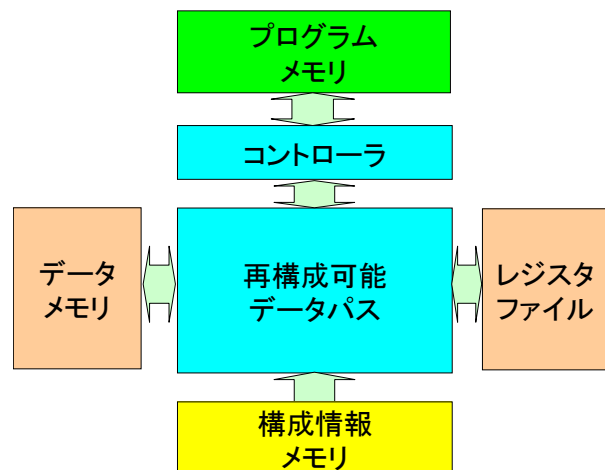 プログラム
メモリ
コントローラ
データ
メモリ
再構成可能
データパス
レジスタ
ファイル
構成情報
メモリ